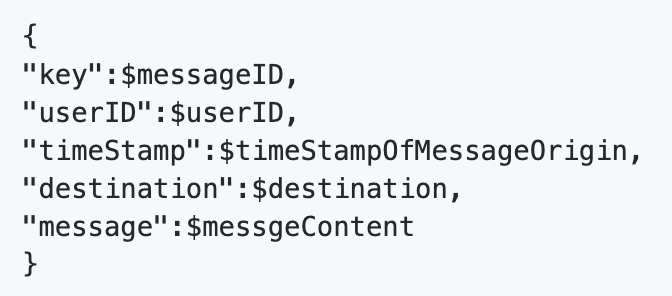 {
"key":$messageID,
"userID":$userID,
"timeStamp":$timeStampOfMessageOrigin,
"destination":$destination,
"message":$messgeContent
}